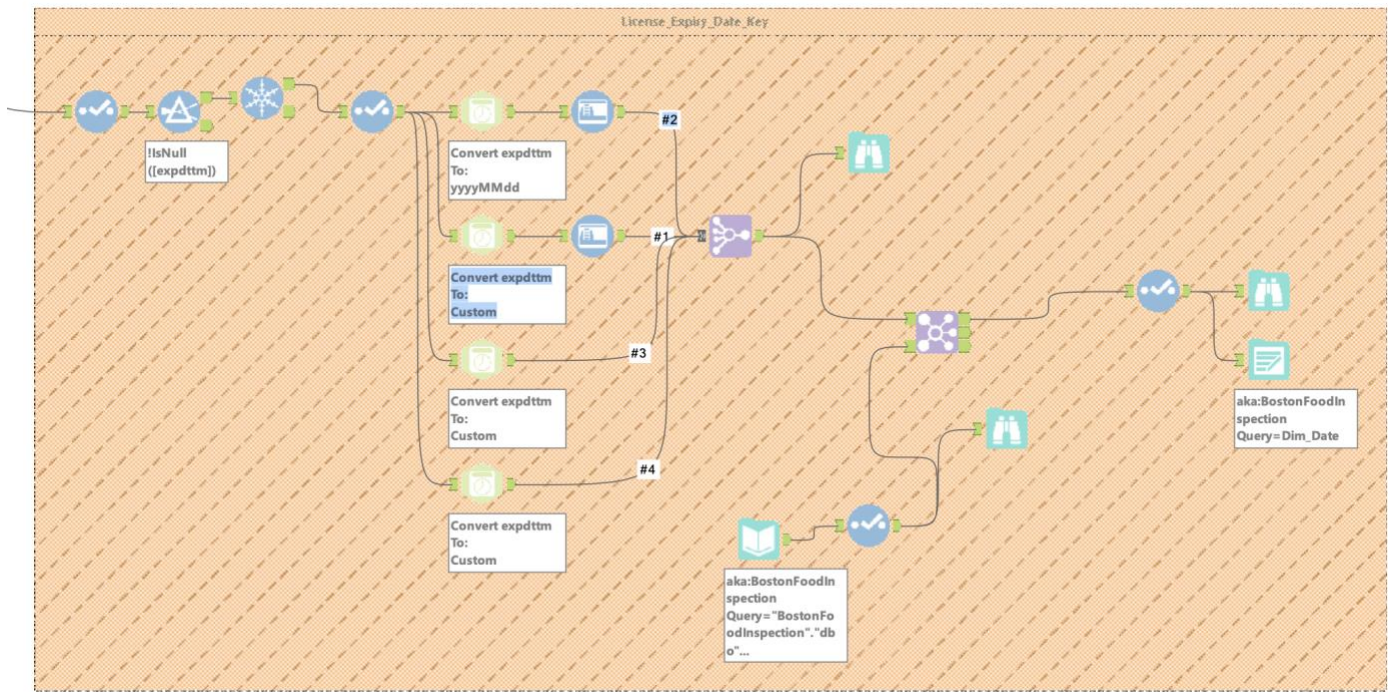 License_Expiry_Date_Key
!IsNull
([expdttm])
#2
Convert expdttm
To:
yyyyMMdd
#1
Convert expdttm
To:
Custom
#3
Convert expdttm
To:
Custom
aka:BostonFoodIn
spection
Query=Dim_Date
#4
Convert expdttm
To:
Custom
aka:BostonFoodIn
spection
Query="BostonFo
odInspection"."db
o"...